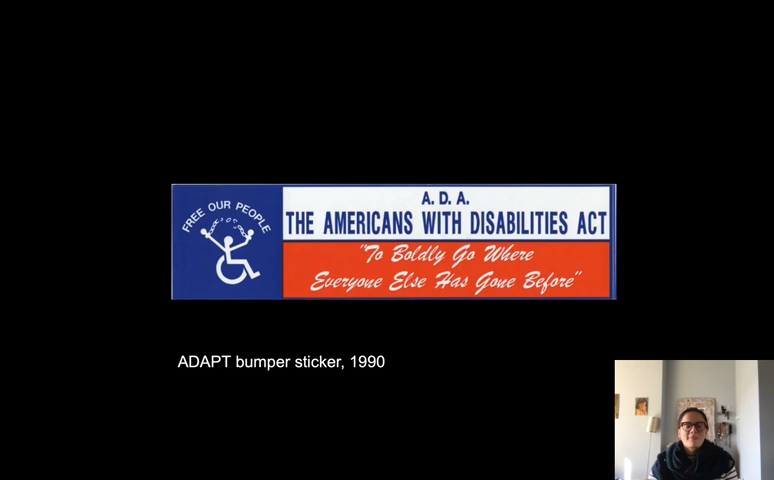 FREE OUR PEOPLE
A. D. A.
THE AMERICANS WITH DISABILITIES ACT
"To Boldly Go Where
Everyone Else Has Gone Before"
ADAPT bumper sticker, 1990